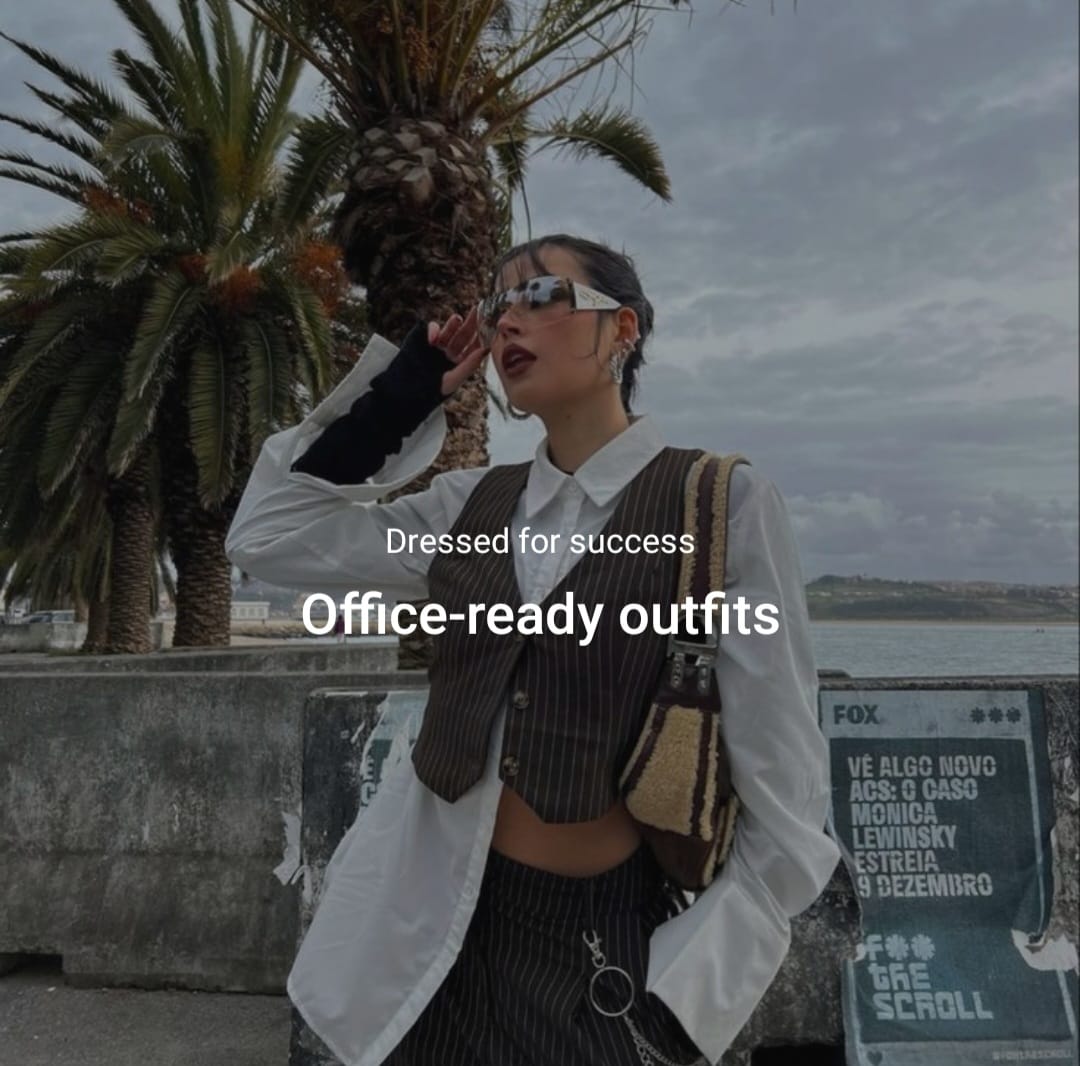 Dressed for success
Office-ready outfits
FOX
***
VÊ ALGO NOVO
ACS: O CASO
MONICA
LEWINSKY
ESTREIA
9 DEZEMBRO
F**
THE
SCROLL